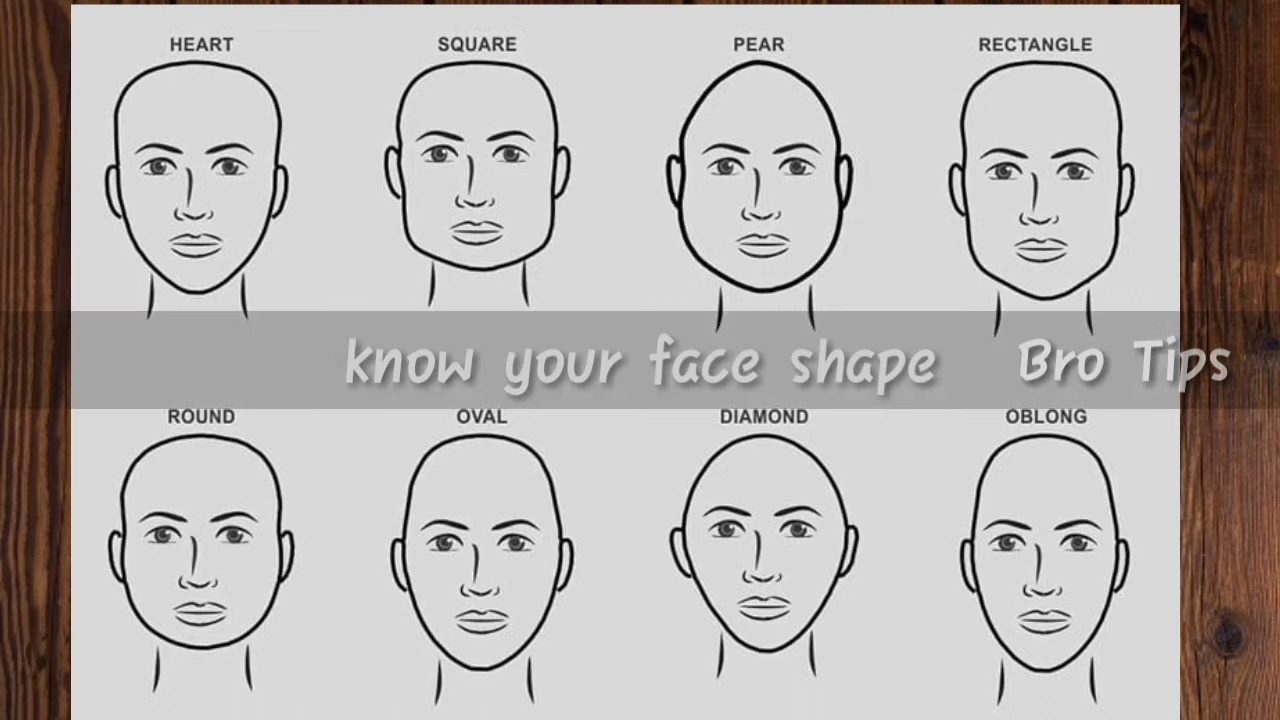 HEART
SQUARE
PEAR
RECTANGLE
know your face shape Bro Tips
ROUND
OVAL
DIAMOND
OBLONG